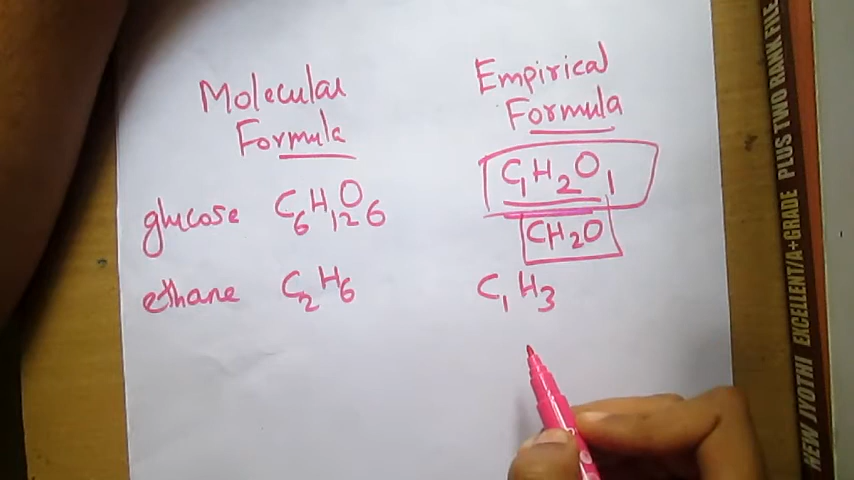 Molecular
Formula
Empirical
Formula
glucose C6H12O6
C1H2O1
CH2O
ethane C2H6
C1H3
NEW JYOTHI EXCELLENT/A+GRADE PLUS TWO RANK FILE